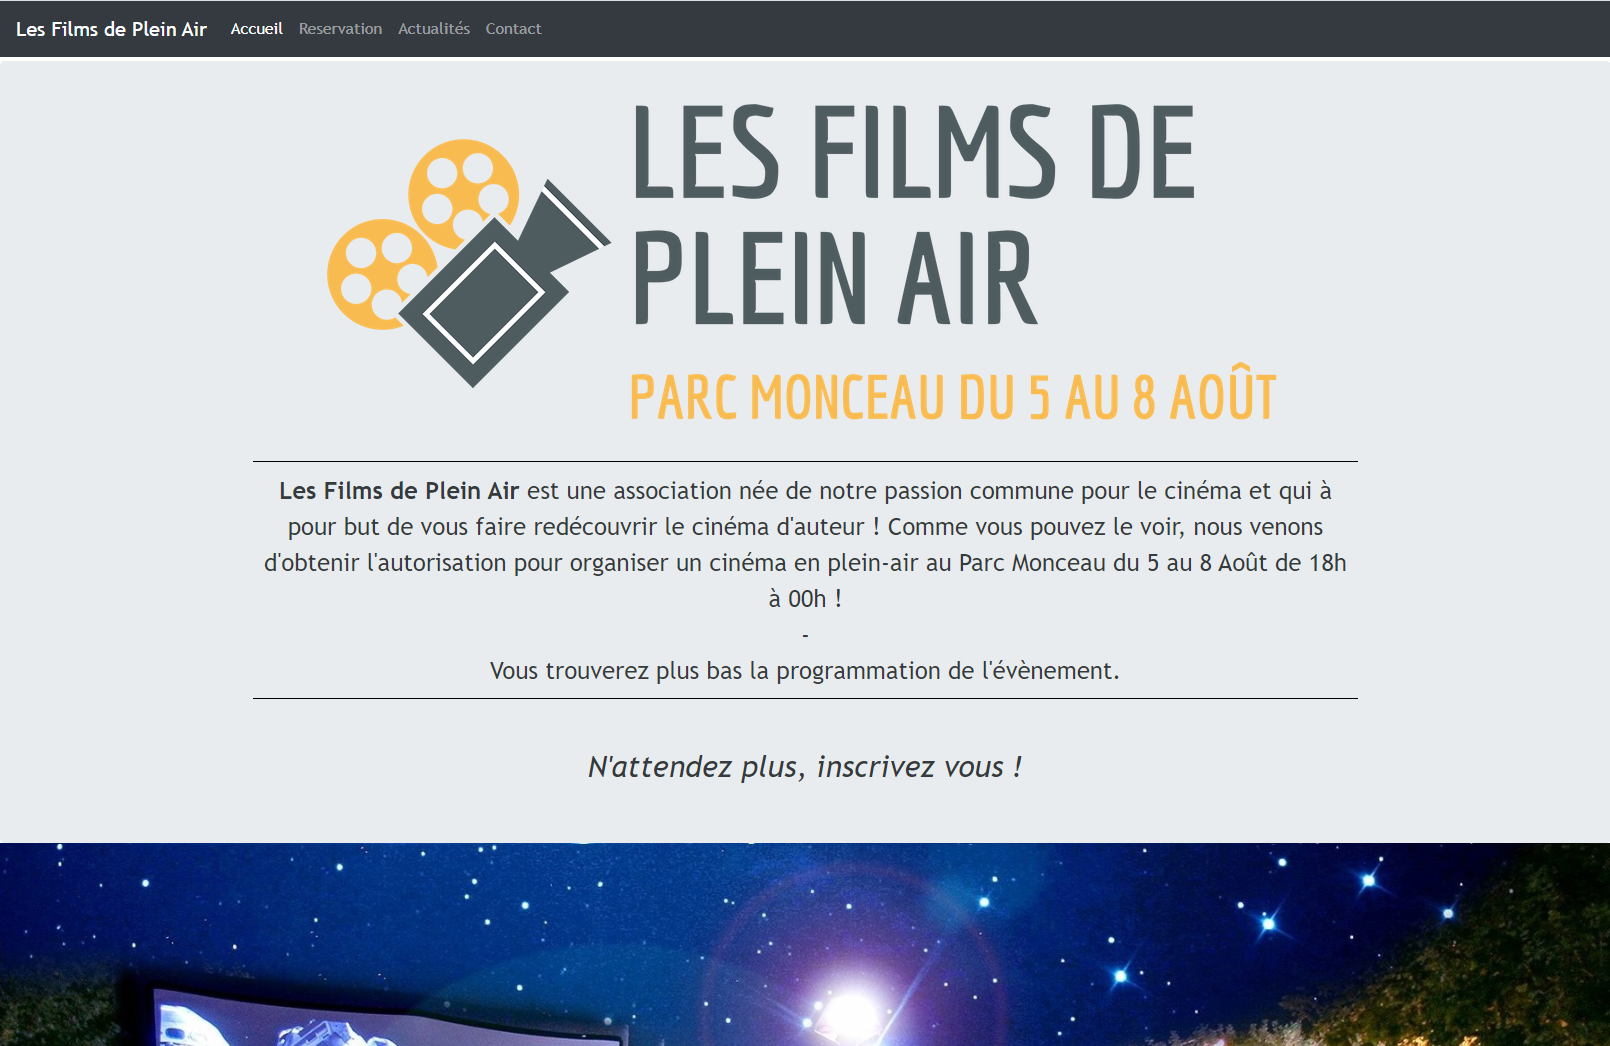 Les Films de Plein Air Accueil Reservation Actualités Contact
LES FILMS DE
PLEIN AIR
PARC MONCEAU DU 5 AU 8 AOÛT
Les Films de Plein Air est une association née de notre passion commune pour le cinéma et qui à
pour but de vous faire redécouvrir le cinéma d'auteur ! Comme vous pouvez le voir, nous venons
d'obtenir l'autorisation pour organiser un cinéma en plein-air au Parc Monceau du 5 au 8 Août de 18h
à 00h !
-
Vous trouverez plus bas la programmation de l'évènement.
N'attendez plus, inscrivez vous !